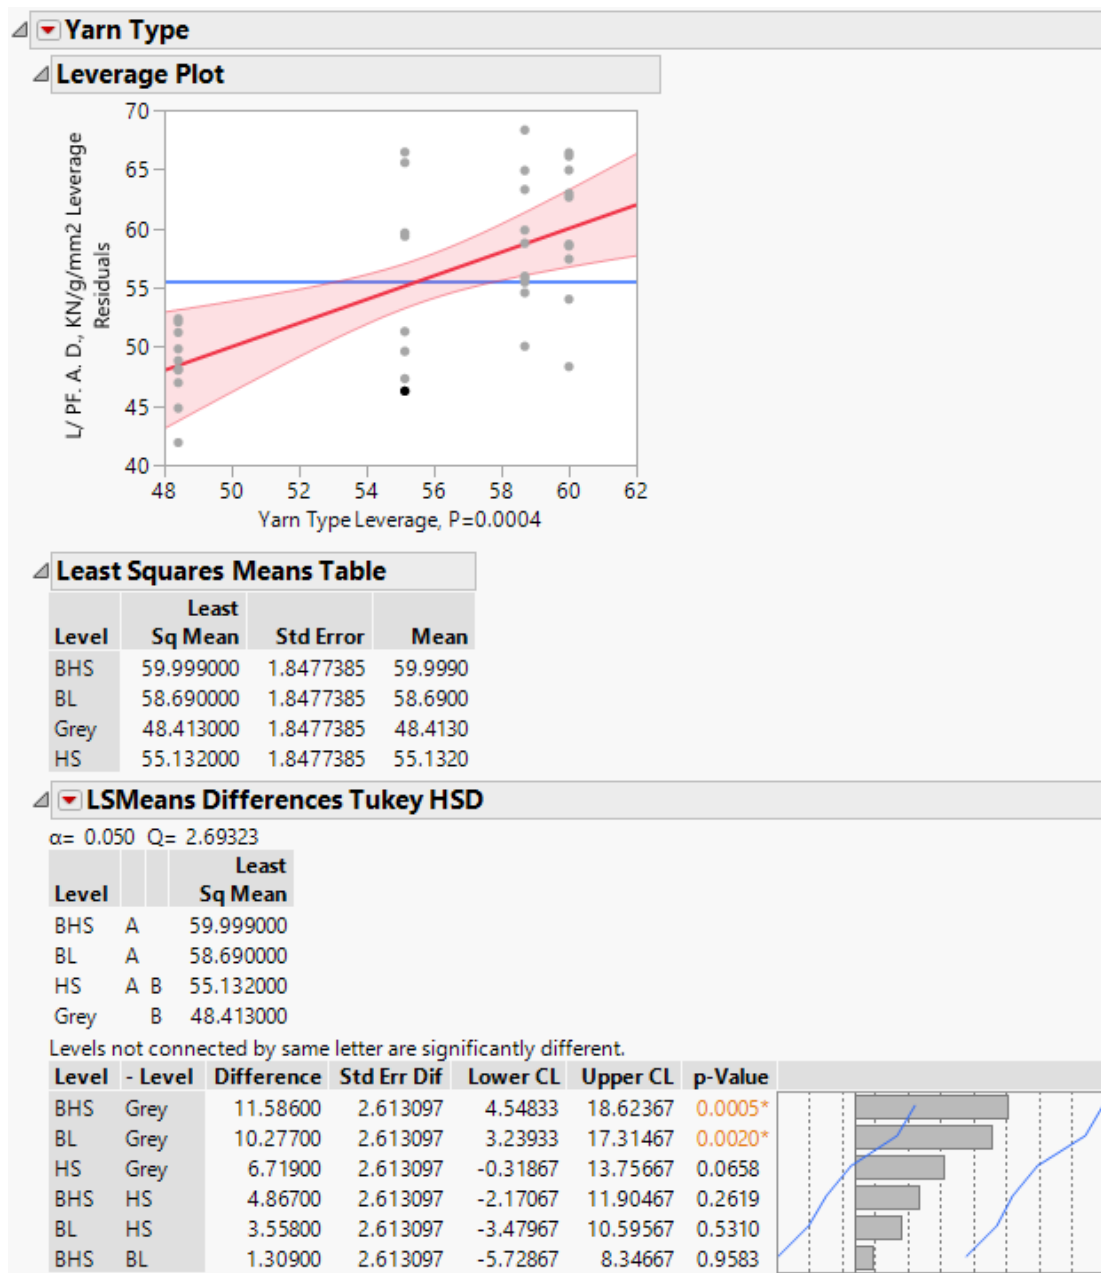 Yarn Type
Leverage Plot
L/ PF. A. D., KN/g/mm2 Leverage
Residuals
70
65
60
55
50
45
40
48 50 52 54 56 58 60 62
Yarn Type Leverage, P=0.0004
Least Squares Means Table
Least
Level Sq Mean Std Error Mean
BHS 59.999000 1.8477385 59.9990
BL 58.690000 1.8477385 58.6900
Grey 48.413000 1.8477385 48.4130
HS 55.132000 1.8477385 55.1320
LSMeans Differences Tukey HSD
α= 0.050 Q= 2.69323
Least
Level Sq Mean
BHS A 59.999000
BL A 58.690000
HS A B 55.132000
Grey B 48.413000
Levels not connected by same letter are significantly different.
Level - Level Difference Std Err Dif Lower CL Upper CL p-Value
BHS Grey 11.58600 2.613097 4.54833 18.62367 0.0005*
BL Grey 10.27700 2.613097 3.23933 17.31467 0.0020*
HS Grey 6.71900 2.613097 -0.31867 13.75667 0.0658
BHS HS 4.86700 2.613097 -2.17067 11.90467 0.2619
BL HS 3.55800 2.613097 -3.47967 10.59567 0.5310
BHS BL 1.30900 2.613097 -5.72867 8.34667 0.9583